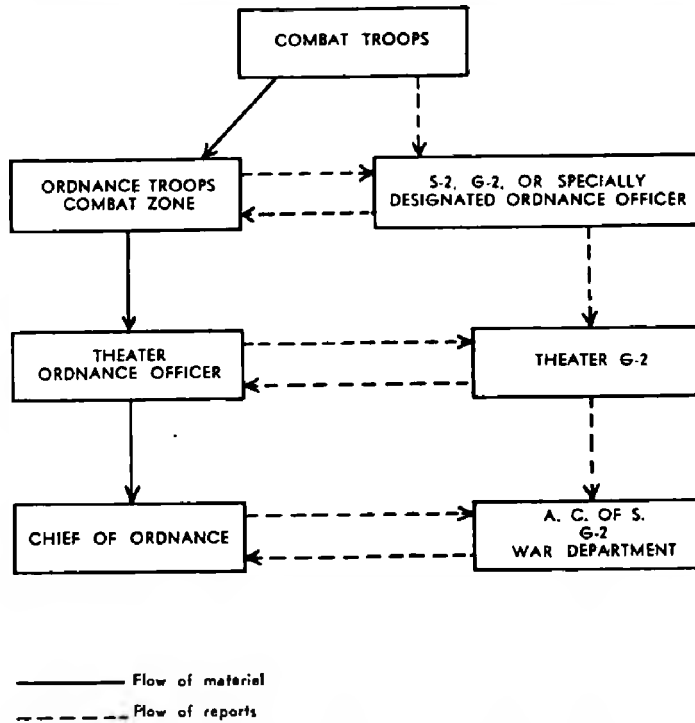 COMBAT TROOPS
ORDNANCE TROOPS
COMBAT ZONE
S-2, G-2, OR SPECIALLY
DESIGNATED ORDNANCE OFFICER
THEATER
ORDNANCE OFFICER
THEATER G-2
CHIEF OF ORDNANCE
A. C. OF S.
G-2
WAR DEPARTMENT
Flow of material
Flow of reports